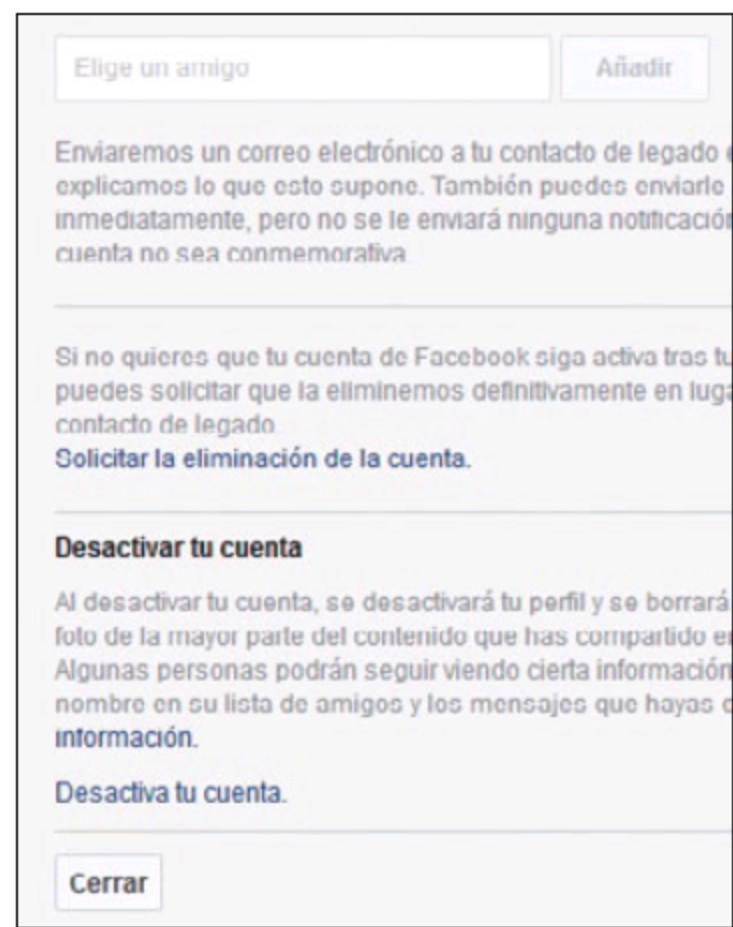 Elige un amigo
Añadir
Enviaremos un correo electrónico a tu contacto de legado
explicamos lo que esto supone. También puedes enviarle
inmediatamente, pero no se le enviará ninguna notificación
cuenta no sea conmemorativa.
Si no quieres que tu cuenta de Facebook siga activa tras tu
puedes solicitar que la eliminemos definitivamente en
contacto de legado.
Solicitar la eliminación de la cuenta.
Desactivar tu cuenta
Al desactivar tu cuenta, se desactivará tu perfil y se borrará
foto de la mayor parte del contenido que has compartido
Algunas personas podrán seguir viendo cierta información
nombre en su lista de amigos y los mensajes que hayas
información.
Desactiva tu cuenta.
Cerrar